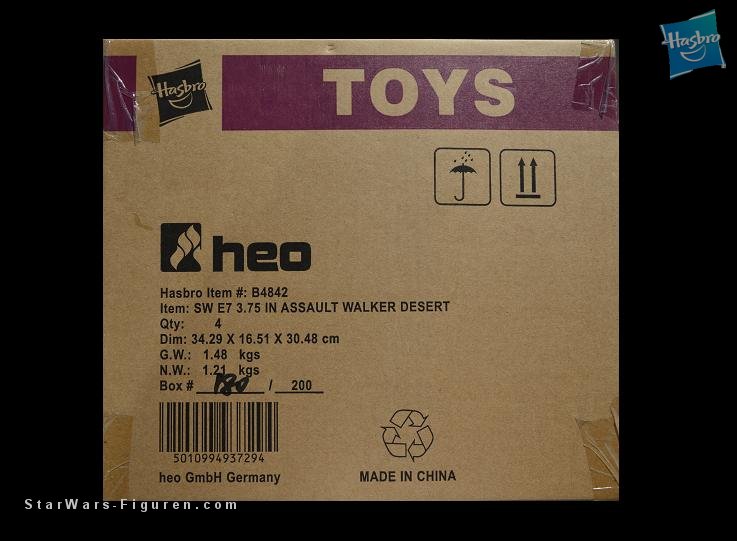 Hasbro
Hasbro
TOYS
heo
Hasbro Item #: B4842
Item: SW E7 3.75 IN ASSAULT WALKER DESERT
Qty: 4
Dim: 34.29 X 16.51 X 30.48 cm
G.W.: 1.48 kgs
N.W.: 1.21 kgs
Box # 180 / 200
5010994937294
heo GmbH Germany
MADE IN CHINA
StarWars-Figuren.com